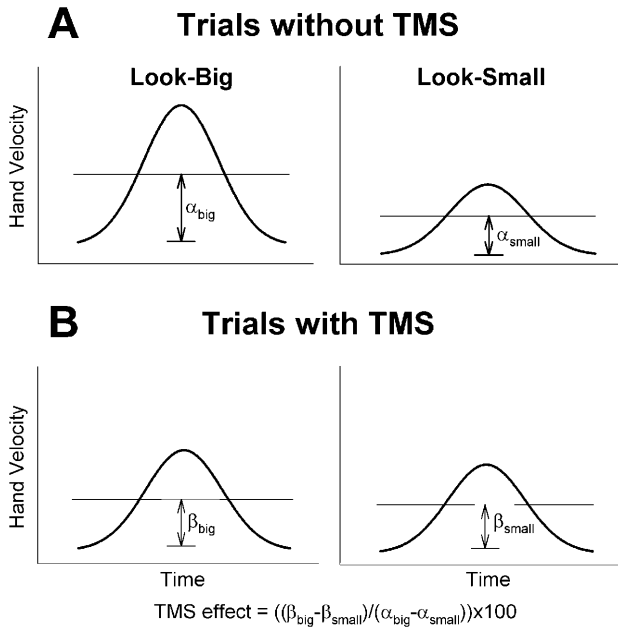 A Trials without TMS
Look-Big
Look-Small
Hand Velocity
αbig
αsmall
B Trials with TMS
Hand Velocity
βbig
βsmall
Time
Time
TMS effect = ((βbig-βsmall)/(αbig-αsmall))x100